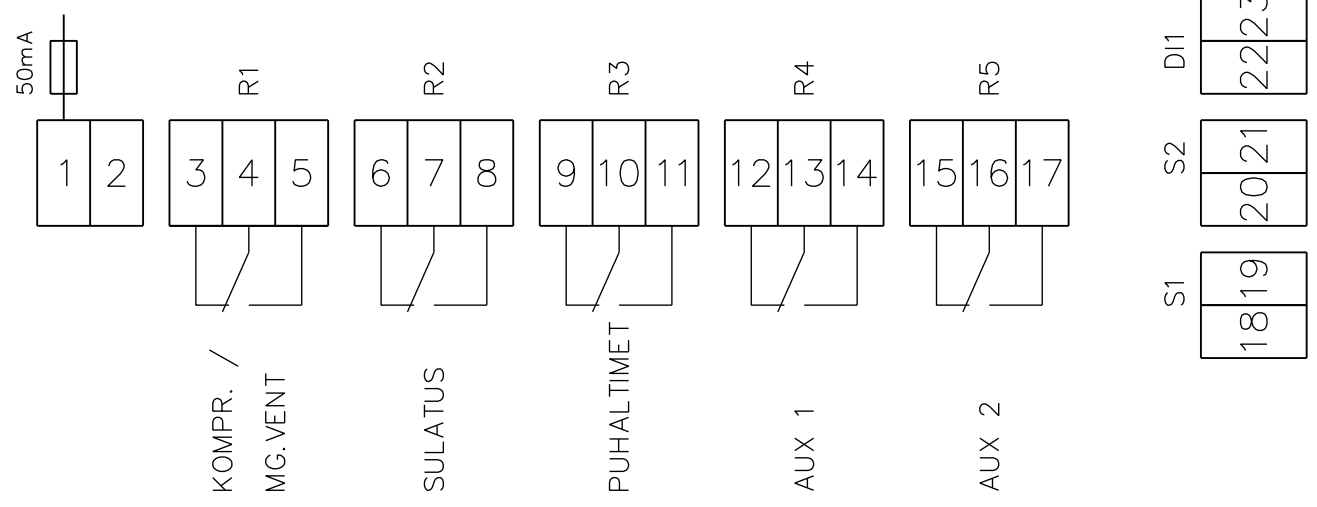 50mA
R1
R2
R3
R4
R5
DI1
22
23
1
2
3
4
5
6
7
8
9
10
11
12
13
14
15
16
17
S2
20
21
S1
18
19
KOMPR. /
MG.VENT
SULATUS
PUHALTIMET
AUX 1
AUX 2